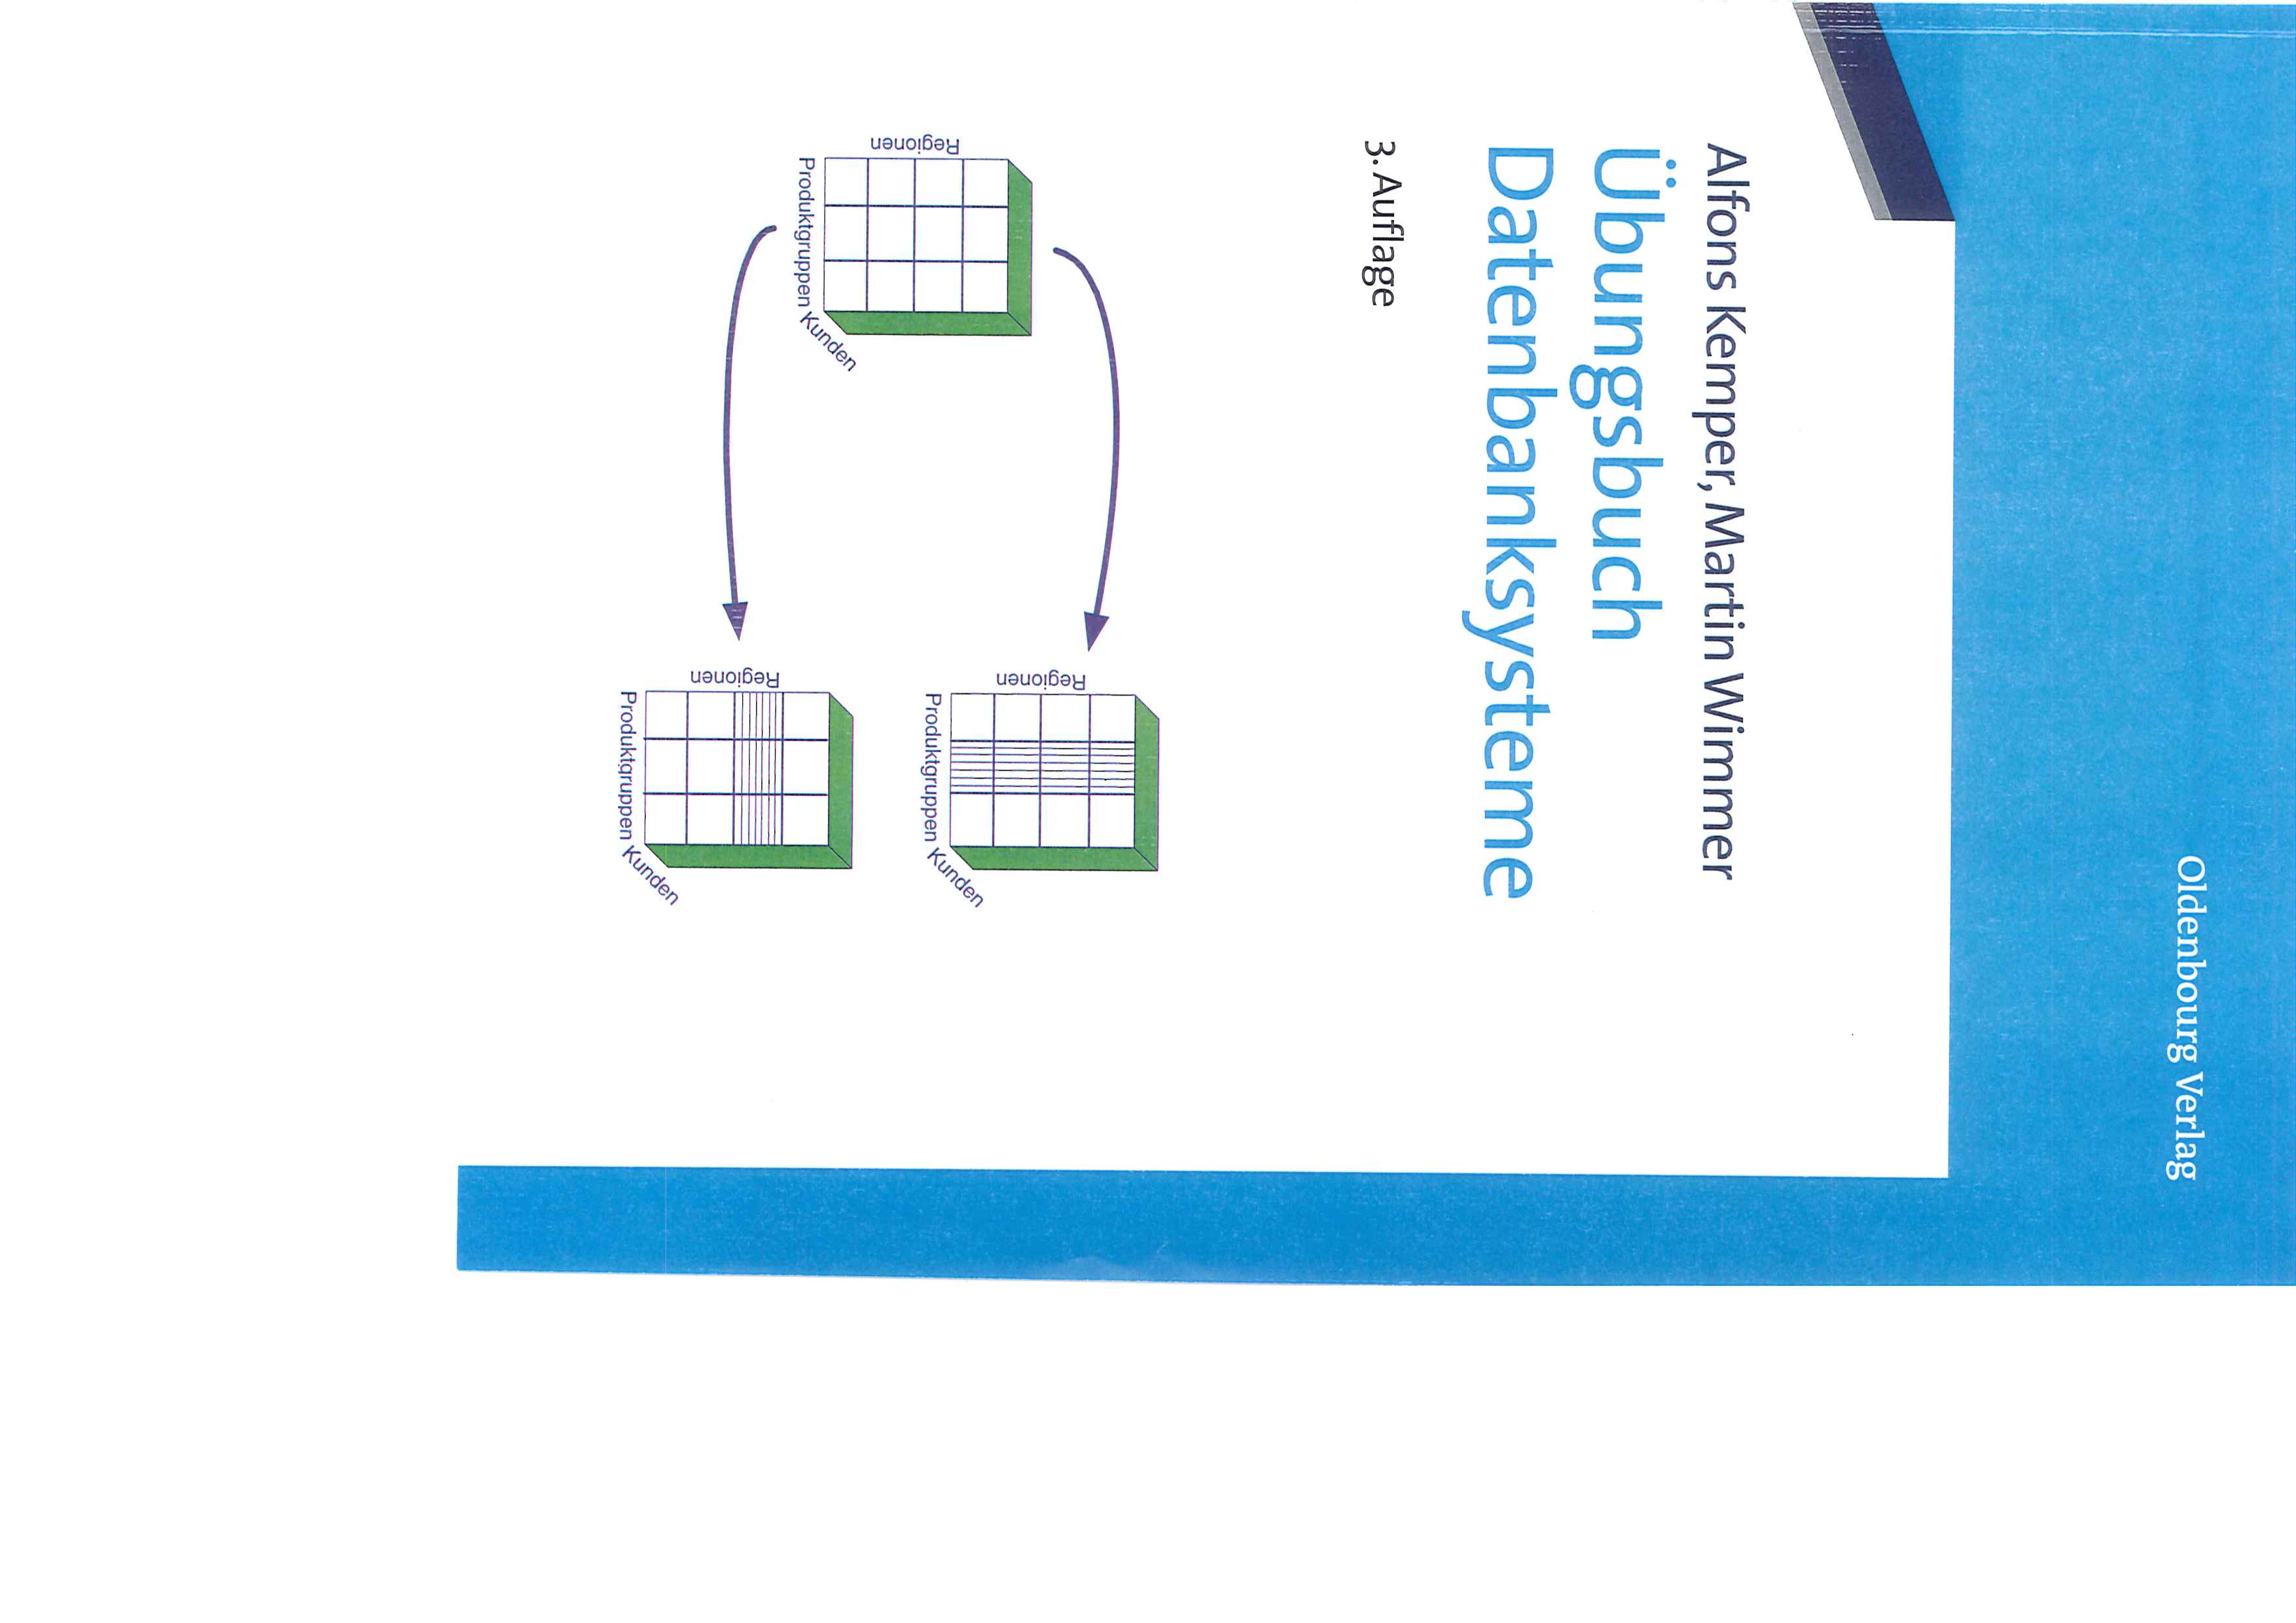 Oldenbourg Verlag
Alfons Kemper, Martin Wimmer
Übungsbuch
Datenbanksysteme
3. Auflage
Regionen
Produktgruppen
Kunden
Regionen
Produktgruppen
Kunden
Regionen
Produktgruppen
Kunden